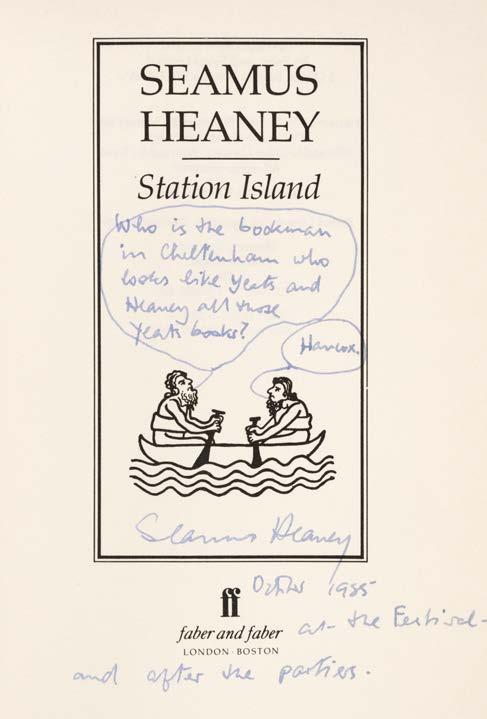 SEAMUS
HEANEY
Station Island
Who is the bookman
in Cheltenham who
looks like Yeats and
all those
Yeats books?
Hancox.
Seamus Heaney
October 1985
ff
faber and faber
at the Festival -
LONDON · BOSTON
and after the parties.